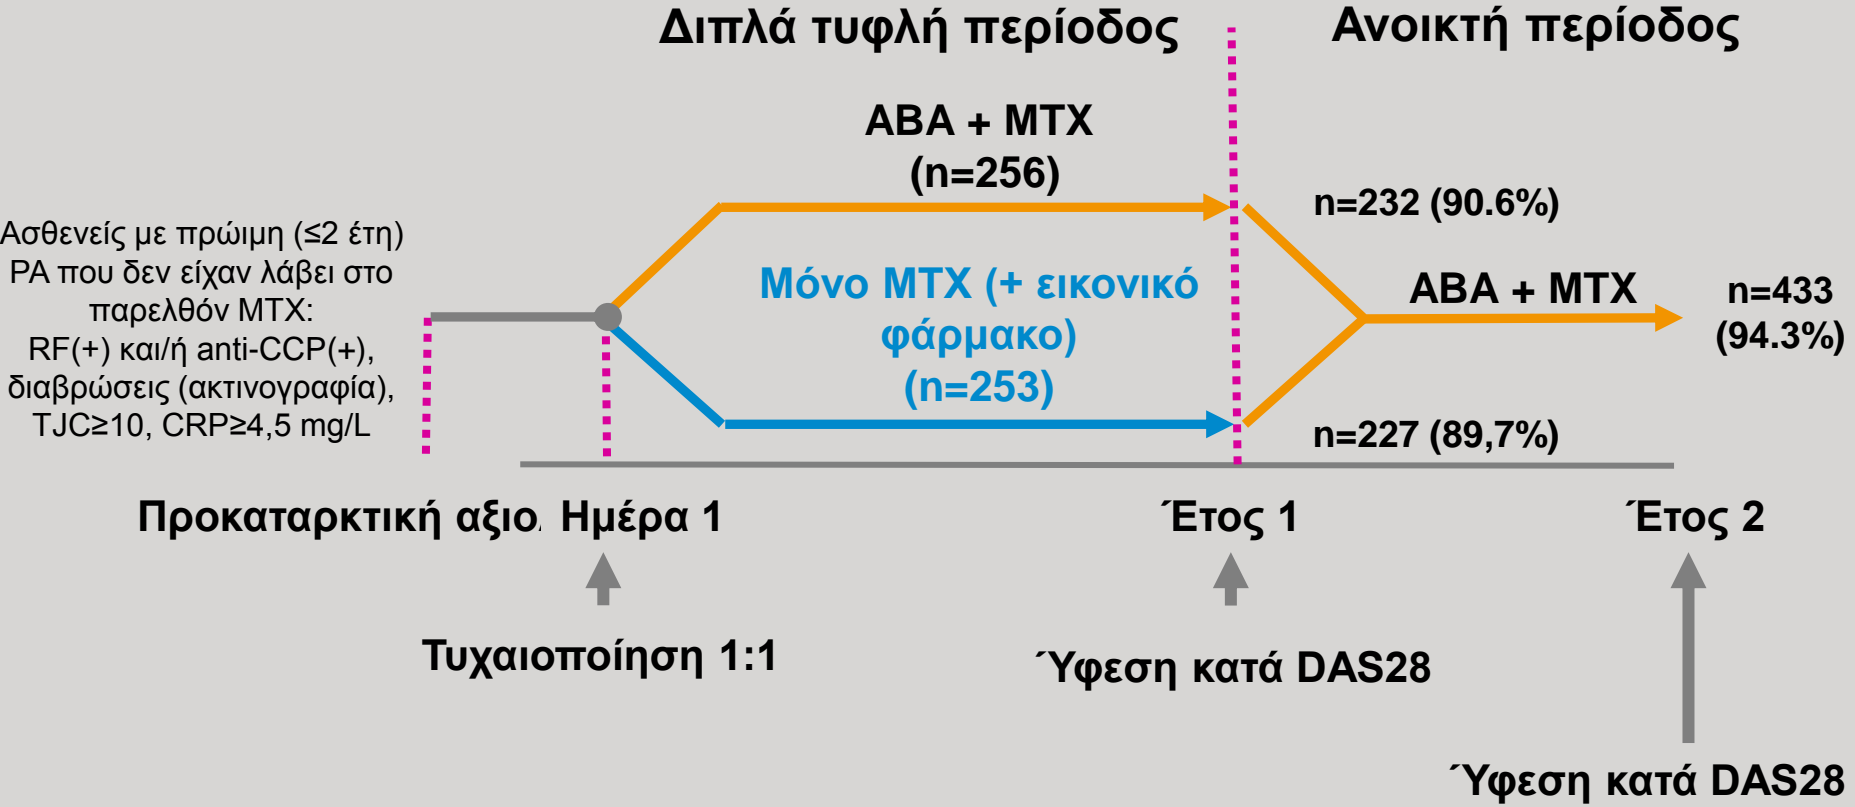 Διπλά τυφλή περίοδος
Ανοικτή περίοδος
ABA + MTX
(n=256)
n=232 (90.6%)
Ασθενείς με πρώιμη (≤2 έτη)
ΡΑ που δεν είχαν λάβει στο
παρελθόν MTX:
RF(+) και/ή anti-CCP(+),
διαβρώσεις (ακτινογραφία),
TJC≥10, CRP≥4,5 mg/L
Μόνο MTX (+ εικονικό
φάρμακο)
(n=253)
ABA + MTX
n=433
(94.3%)
n=227 (89,7%)
Προκαταρκτική αξιο
Ημέρα 1
Έτος 1
Έτος 2
Τυχαιοποίηση 1:1
Ύφεση κατά DAS28
Ύφεση κατά DAS28